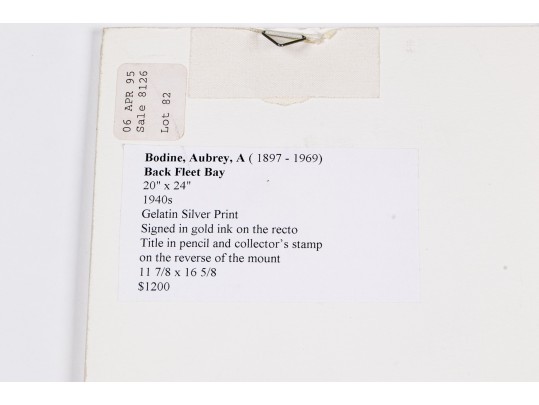 06 APR 95
Sale 8126
Lot 82
Bodine, Aubrey, A ( 1897 - 1969)
Back Fleet Bay
20" x 24"
1940s
Gelatin Silver Print
Signed in gold ink on the recto
Title in pencil and collector's stamp
on the reverse of the mount
11 7/8 x 16 5/8
$1200